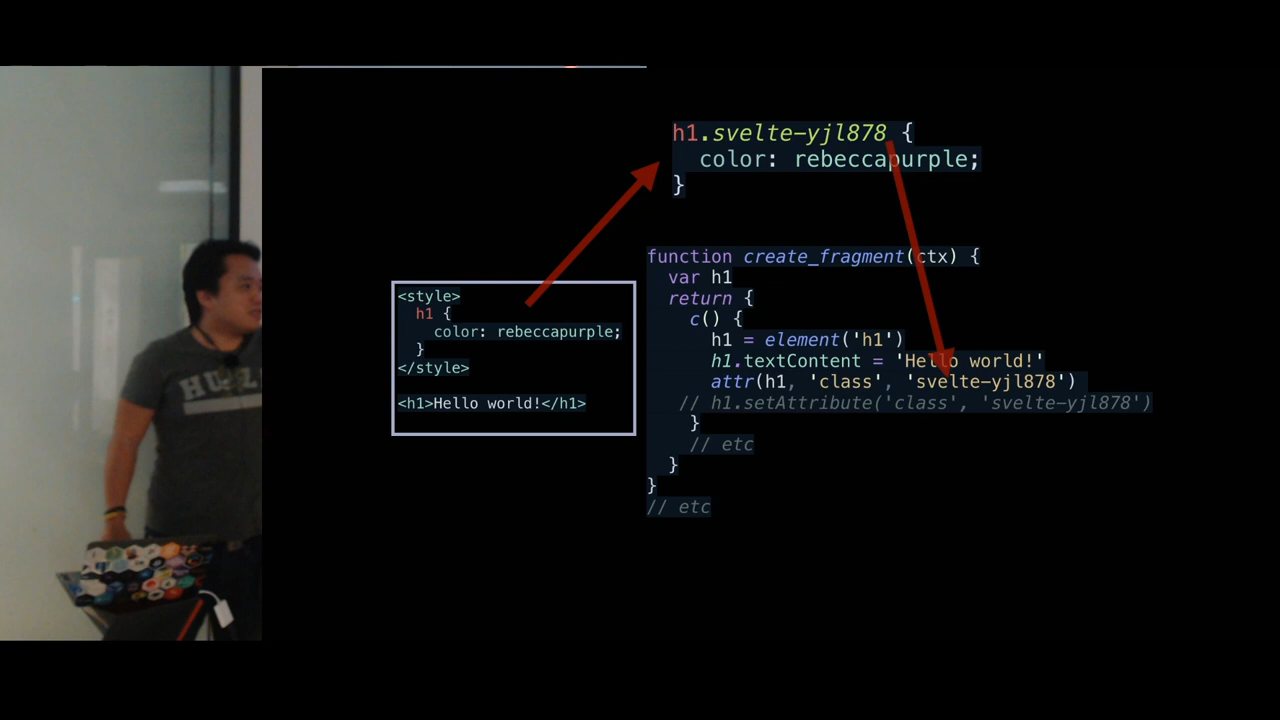 <style>
h1 {
color: rebeccapurple;
}
</style>
<h1>Hello world!</h1>
h1.svelte-yjl878 {
color: rebeccapurple;
}
function create_fragment(ctx) {
var h1
return {
c() {
h1 = element('h1')
h1.textContent = 'Hello world!'
attr(h1, 'class', 'svelte-yjl878')
// h1.setAttribute('class', 'svelte-yjl878')
}
// etc
}
}
// etc